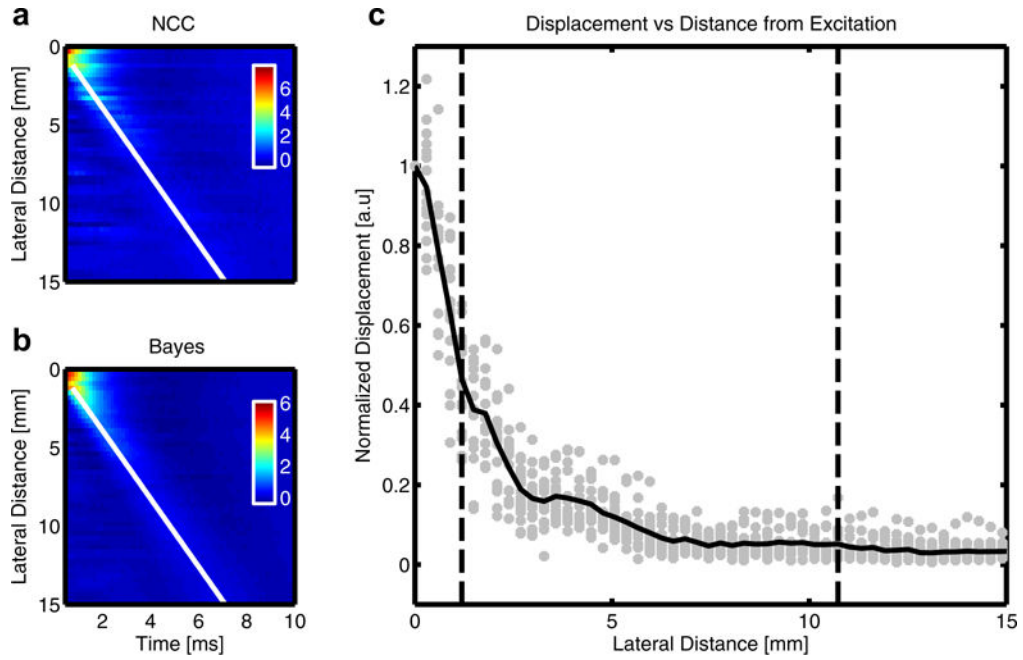 a
NCC
Lateral Distance [mm]
0
5
10
15
6
4
2
0
b
Bayes
Lateral Distance [mm]
0
5
10
15
6
4
2
0
2 4 6 8 10
Time [ms]
c
Displacement vs Distance from Excitation
Normalized Displacement [a.u]
1.2
1
0.8
0.6
0.4
0.2
0
0 5 10 15
Lateral Distance [mm]